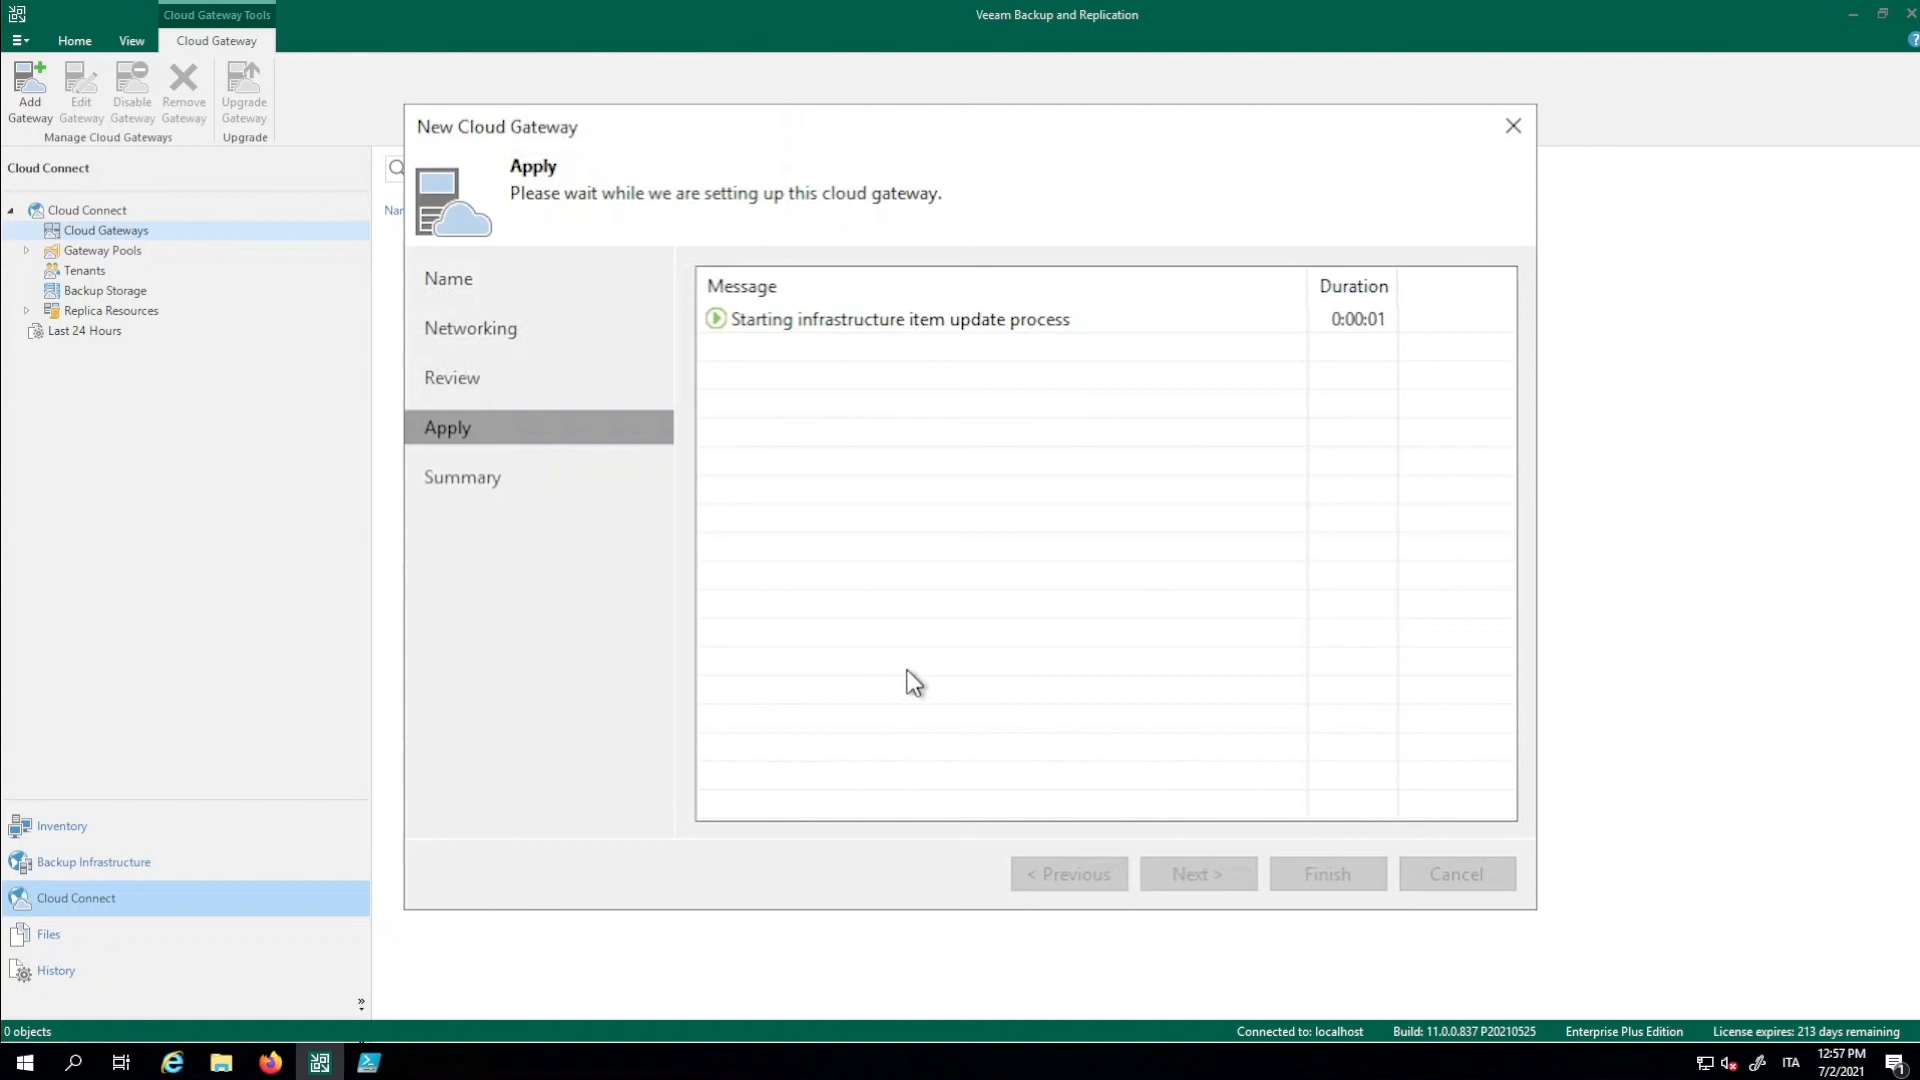 Cloud Gateway Tools
Veeam Backup and Replication
Home
View
Cloud Gateway
Add Gateway
Edit Gateway
Disable Gateway
Remove Gateway
Upgrade Gateway
Manage Cloud Gateways
Upgrade
Cloud Connect
Cloud Connect
Cloud Gateways
Gateway Pools
Tenants
Backup Storage
Replica Resources
Last 24 Hours
Nar
New Cloud Gateway
Apply
Please wait while we are setting up this cloud gateway.
Name
Networking
Review
Apply
Summary
Message
Duration
Starting infrastructure item update process
0:00:01
< Previous
Next >
Finish
Cancel
Inventory
Backup Infrastructure
Cloud Connect
Files
History
0 objects
Connected to: localhost
Build: 11.0.0.837 P20210525
Enterprise Plus Edition
License expires: 213 days remaining
ITA
12:57 PM
7/2/2021
1